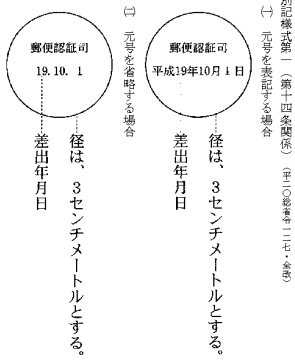 別記様式第一（第十四条関係）（平二〇総省令一二七・全改）
㈠　元号を表記する場合
郵便認証司
平成19年10月1日
径は、3センチメートルとする。
差出年月日
㈡　元号を省略する場合
郵便認証司
19.10. 1
径は、3センチメートルとする。
差出年月日